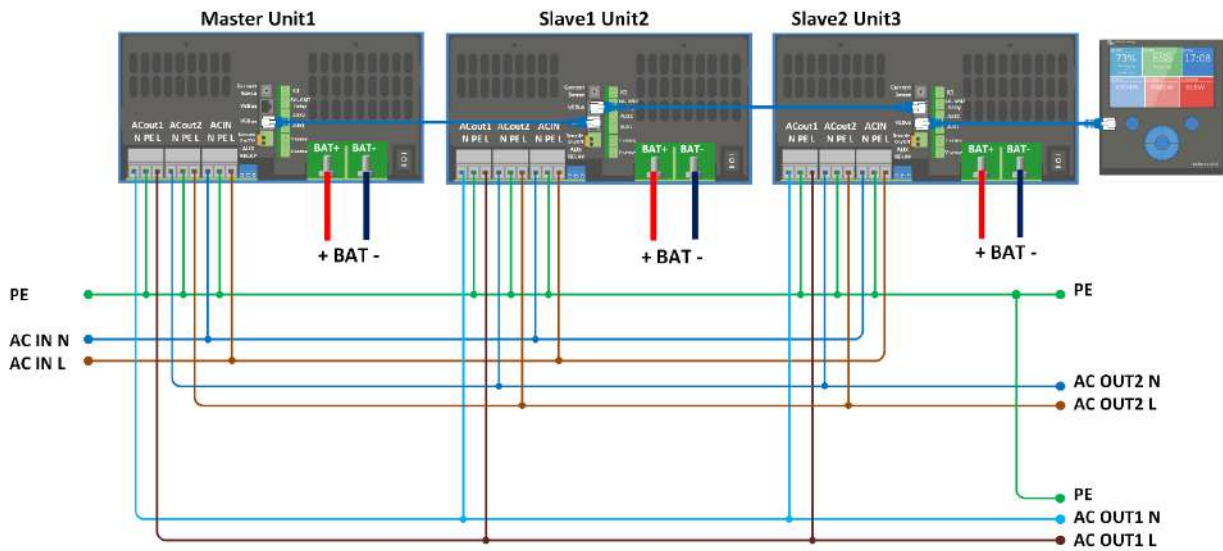 Master Unit1 Slave1 Unit2 Slave2 Unit3
73% ESS 17:08
ACout1 ACout2 ACIN ACout1 ACout2 ACIN ACout1 ACout2 ACIN
N PE L N PE L N PE L N PE L N PE L N PE L N PE L N PE L N PE L
BAT+ BAT- BAT+ BAT- BAT+ BAT-
+ BAT - + BAT - + BAT -
PE PE
AC IN N
AC IN L
AC OUT2 N
AC OUT2 L
PE
AC OUT1 N
AC OUT1 L